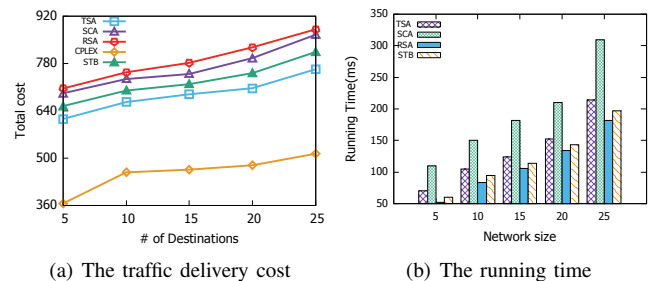 920
780
640
500
360
Total cost
TSA
SCA
RSA
CPLEX
STB
5 10 15 20 25
# of Destinations
(a) The traffic delivery cost
350
300
250
200
150
100
50
Running Time(ms)
TSA
SCA
RSA
STB
5 10 15 20 25
Network size
(b) The running time